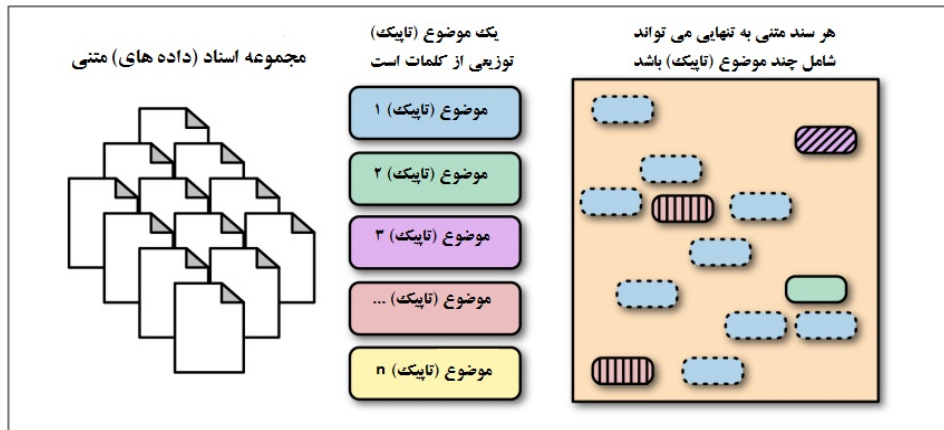 هر سند متنی به تنهایی می تواند
شامل چند موضوع (تاپیک) باشد
یک موضوع (تاپیک)
توزیعی از کلمات است
مجموعه اسناد (داده های) متنی
موضوع (تاپیک) ۱
موضوع (تاپیک) ۲
موضوع (تاپیک) ۳
موضوع (تاپیک) ...
موضوع (تاپیک) n